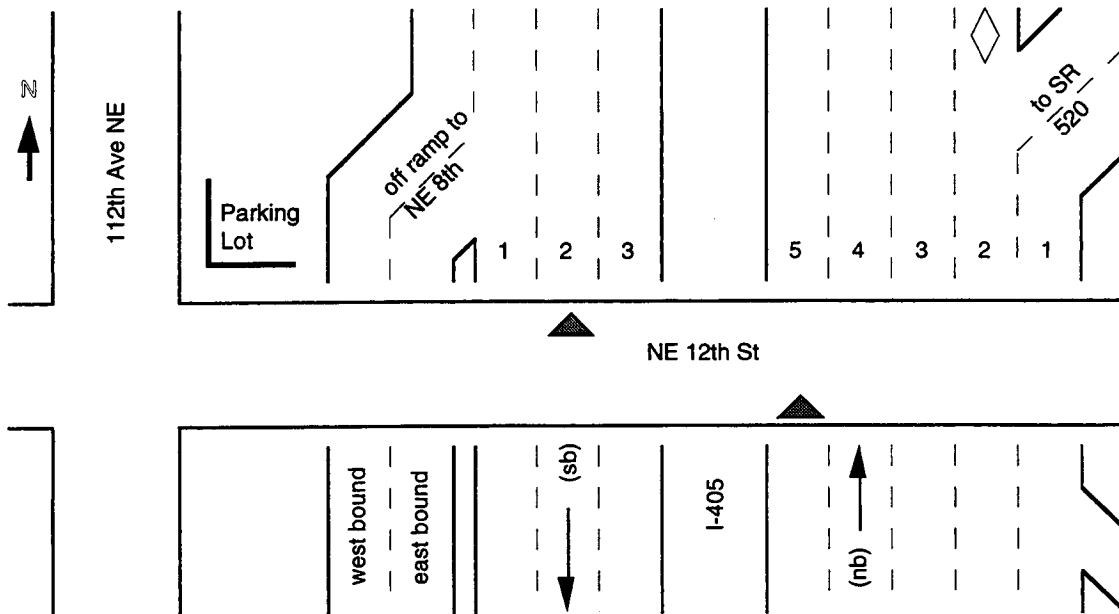 N
112th Ave NE
Parking
Lot
off ramp to
NE 8th
1
2
3
5
4
3
2
1
to SR
520
NE 12th St
west bound
east bound
(sb)
I-405
(nb)